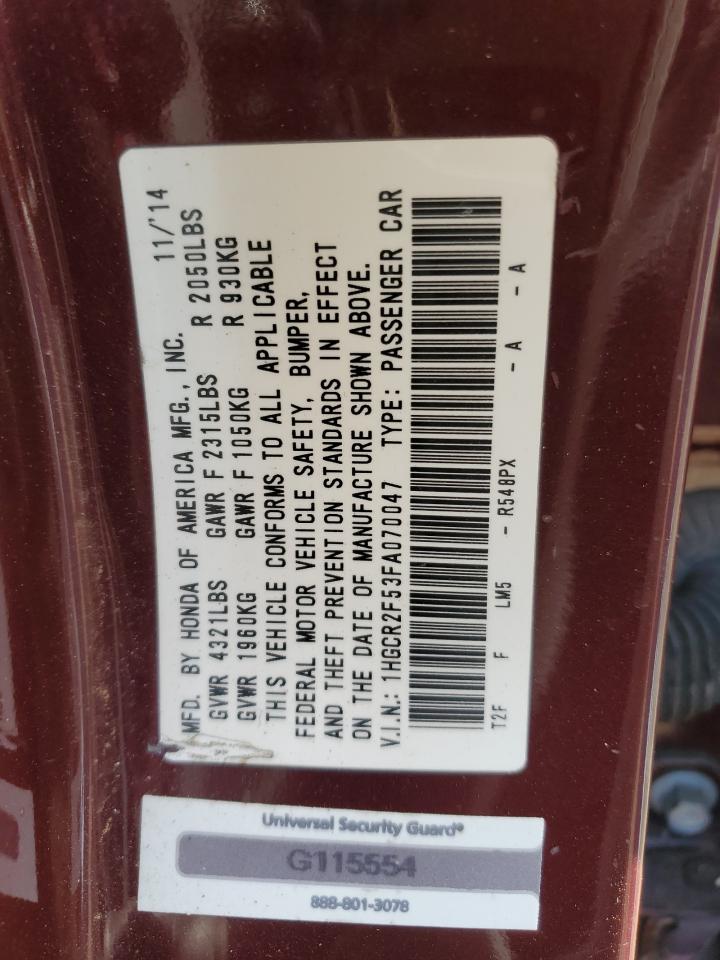 MFD. BY HONDA OF AMERICA MFG., INC. 11/'14
GVWR 4321LBS GAWR F 2315LBS R 2050LBS
GVWR 1960KG GAWR F 1050KG R 930KG
THIS VEHICLE CONFORMS TO ALL APPLICABLE
FEDERAL MOTOR VEHICLE SAFETY, BUMPER,
AND THEFT PREVENTION STANDARDS IN EFFECT
ON THE DATE OF MANUFACTURE SHOWN ABOVE.
V.I.N.: 1HGCR2F53FA070047 TYPE: PASSENGER CAR
T2F F LM5 - R548PX - A - A
Universal Security Guard®
G115554
888-801-3078